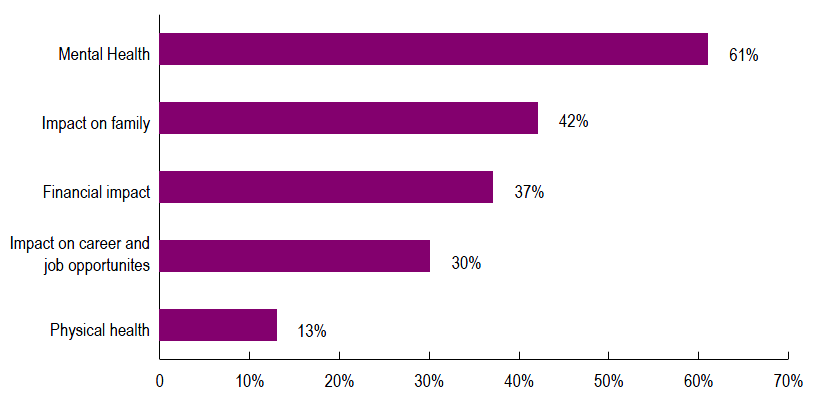 Mental Health
61%
Impact on family
42%
Financial impact
37%
Impact on career and
job opportunites
30%
Physical health
13%
0 10% 20% 30% 40% 50% 60% 70%